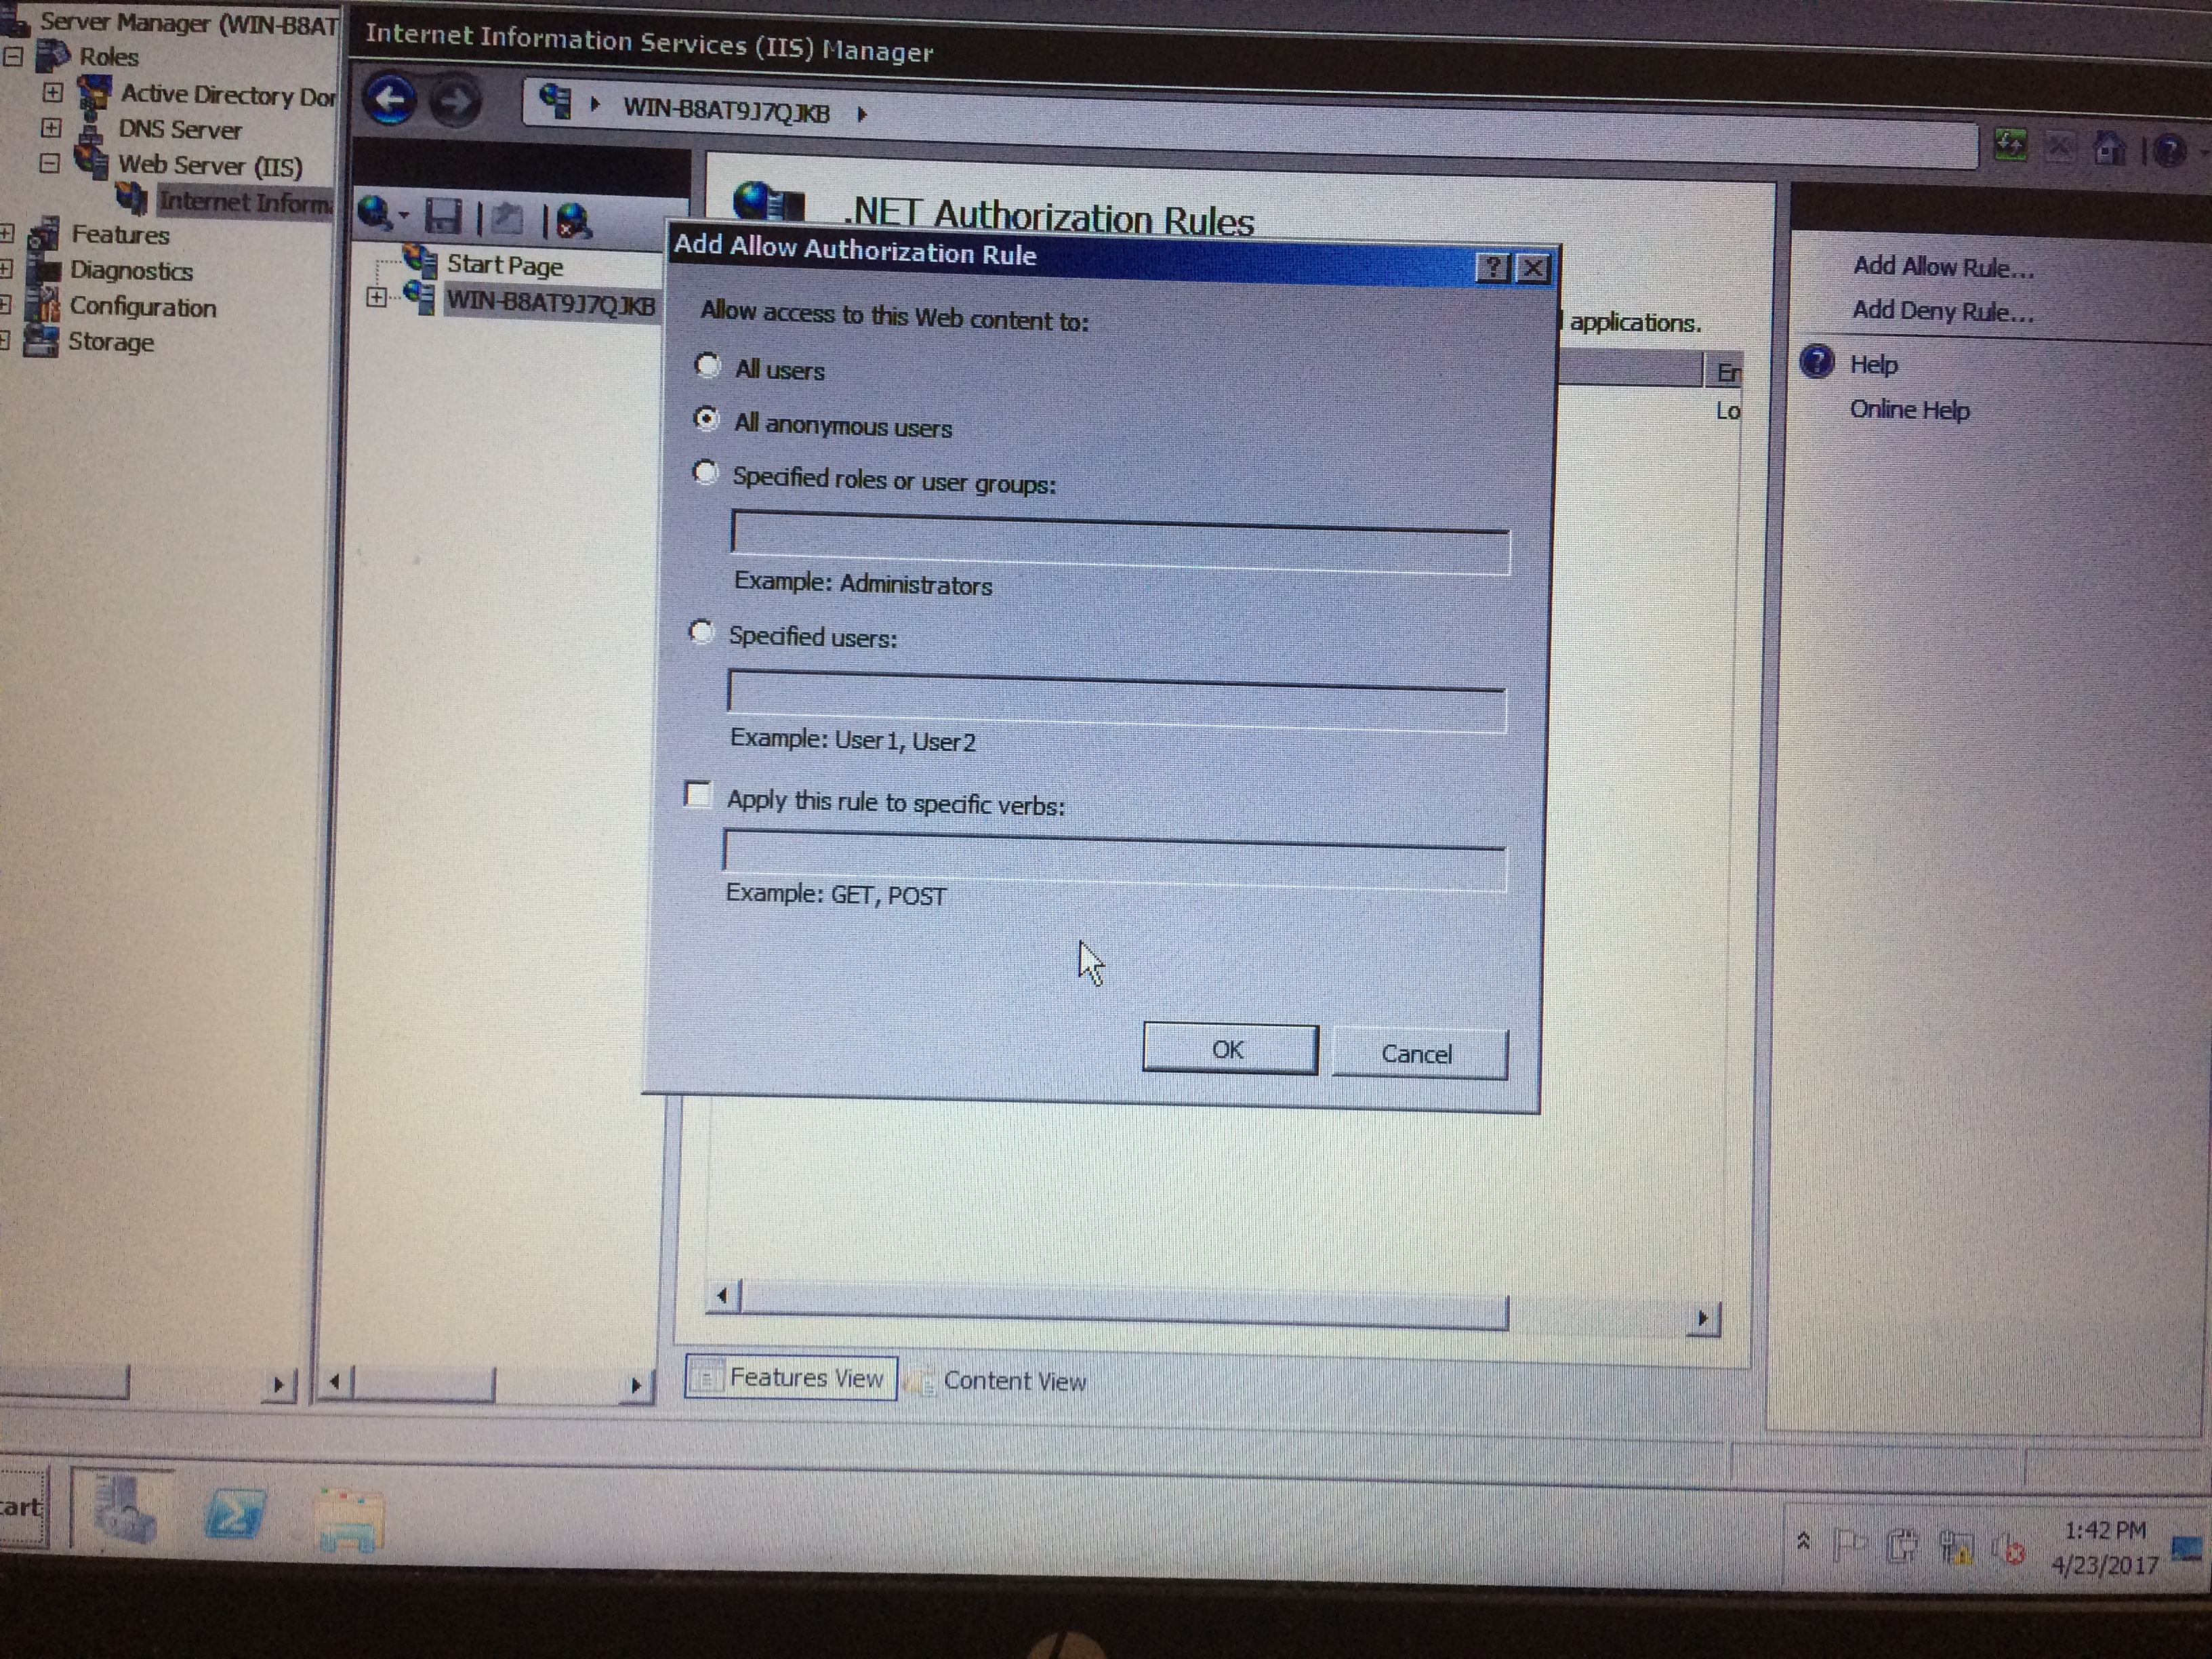 Server Manager (WIN-B8AT
Roles
Active Directory Dor
DNS Server
Web Server (IIS)
Internet Informa
Features
Diagnostics
Configuration
Storage
Internet Information Services (IIS) Manager
WIN-B8AT9J7QJKB
Start Page
WIN-B8AT9J7QJKB
.NET Authorization Rules
applications.
En
Lo
Add Allow Authorization Rule
Allow access to this Web content to:
All users
All anonymous users
Specified roles or user groups:
Example: Administrators
Specified users:
Example: User1, User2
Apply this rule to specific verbs:
Example: GET, POST
OK
Cancel
Features View
Content View
Add Allow Rule...
Add Deny Rule...
Help
Online Help
tart
1:42 PM
4/23/2017